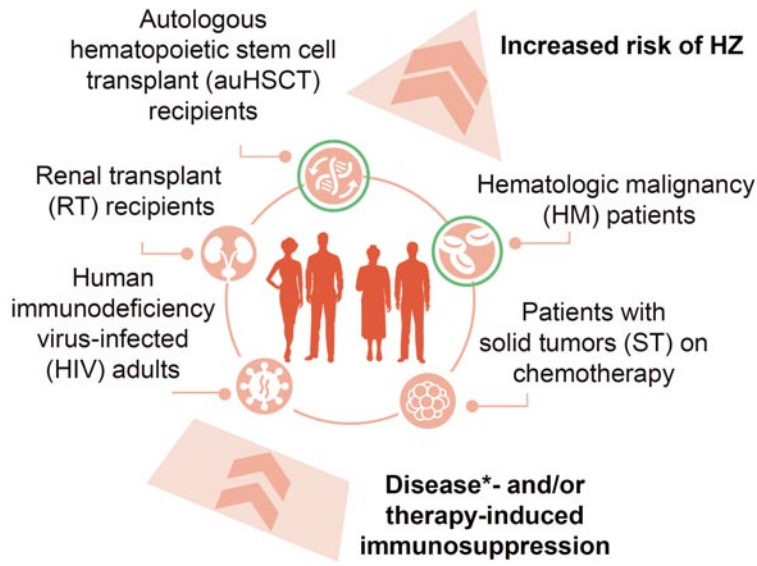 Autologous
hematopoietic stem cell
transplant (auHSCT)
recipients
Increased risk of HZ
Renal transplant
(RT) recipients
Hematologic malignancy
(HM) patients
Human
immunodeficiency
virus-infected
(HIV) adults
Patients with
solid tumors (ST) on
chemotherapy
Disease*- and/or
therapy-induced
immunosuppression